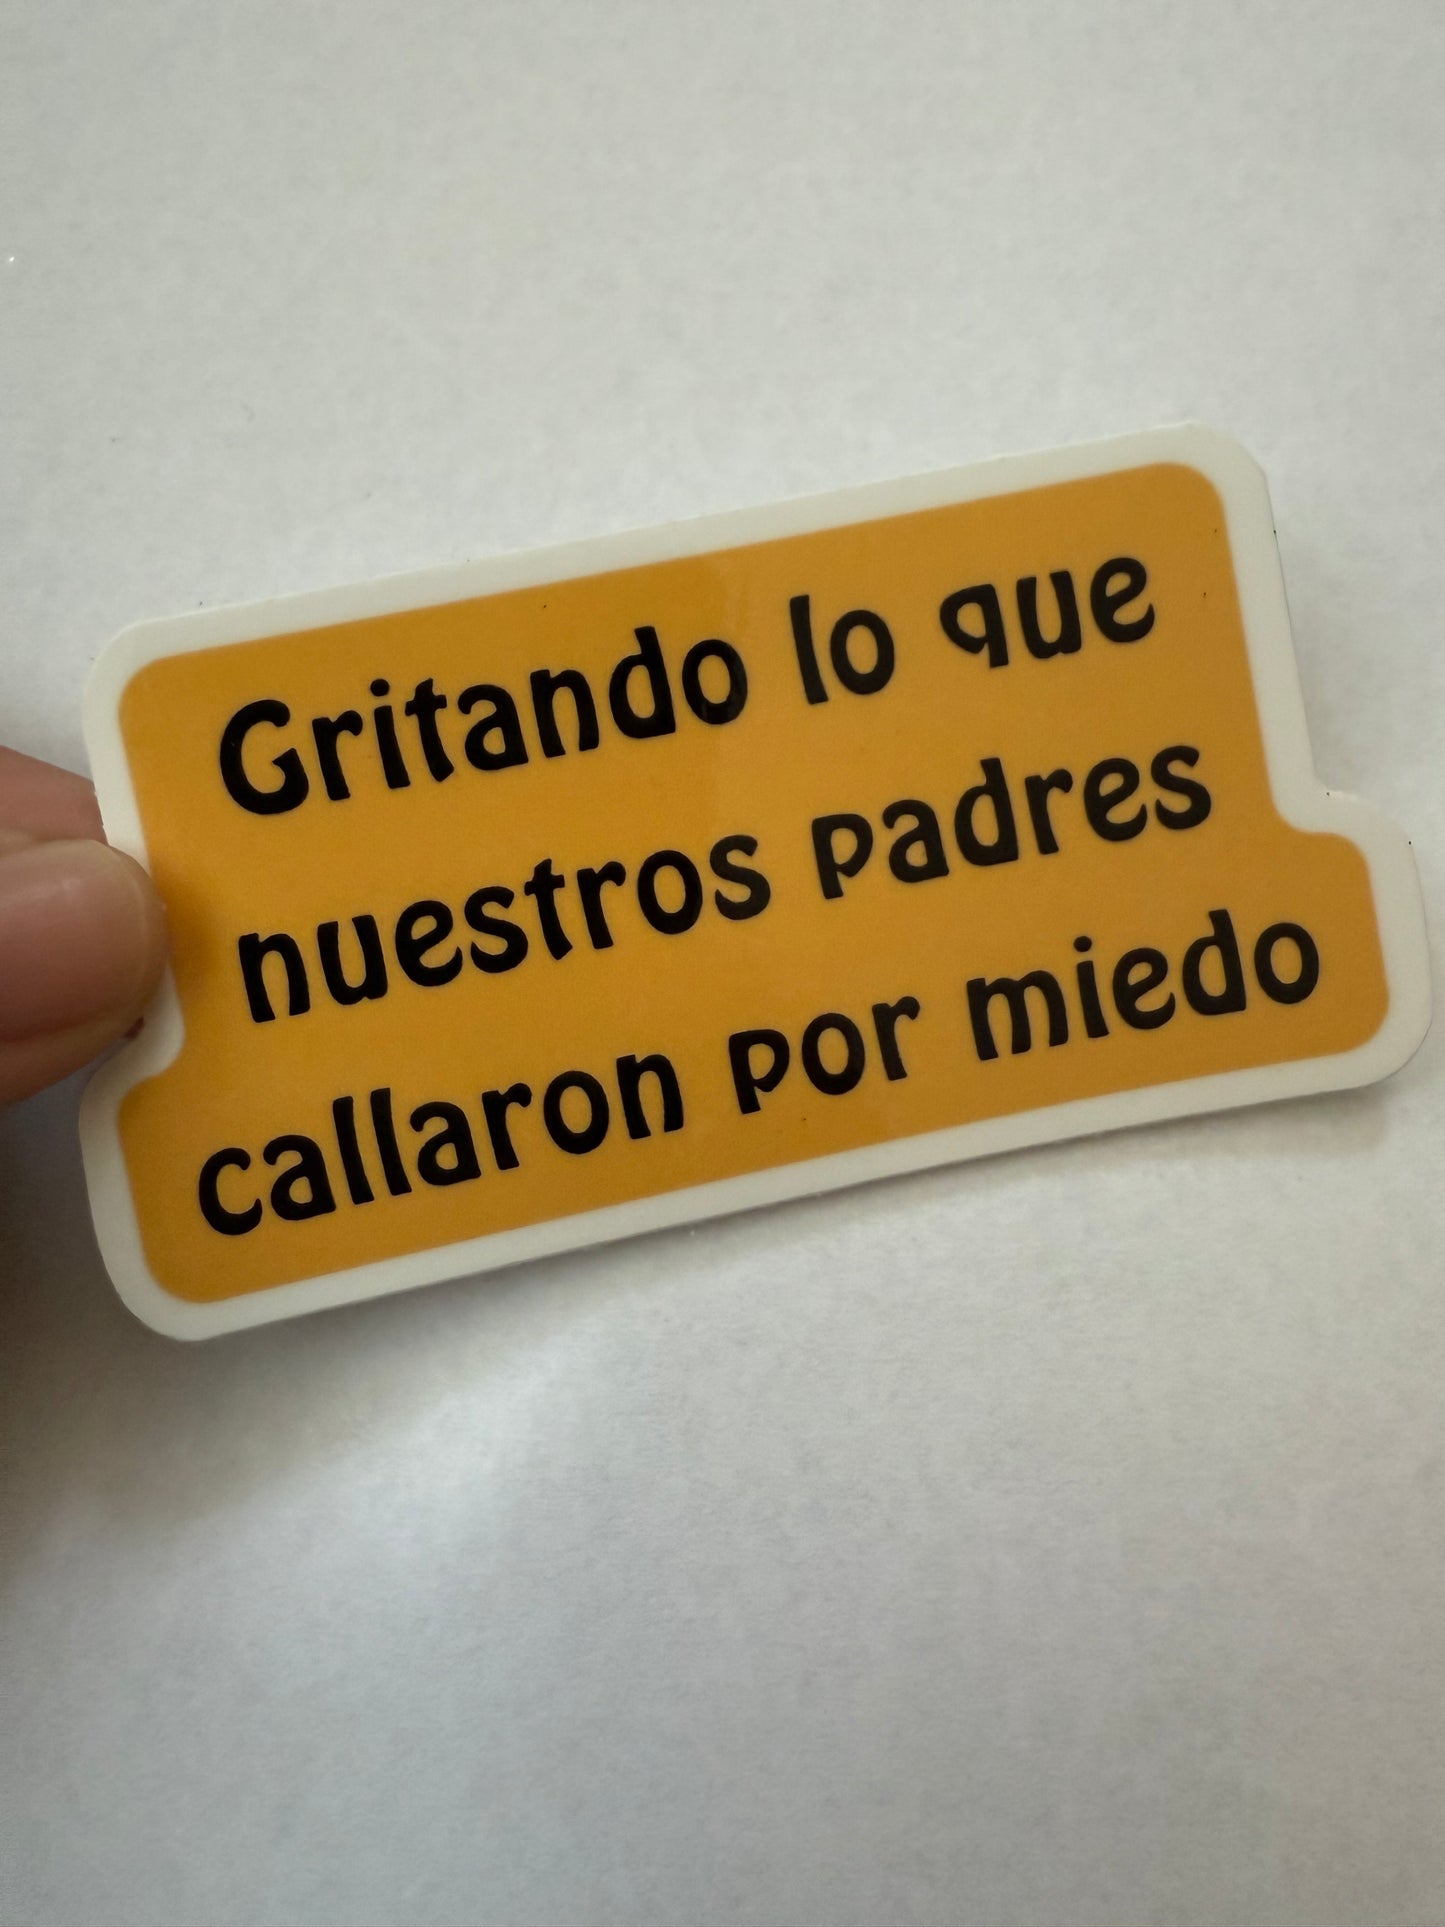 Gritando lo que
nuestros padres
callaron por miedo